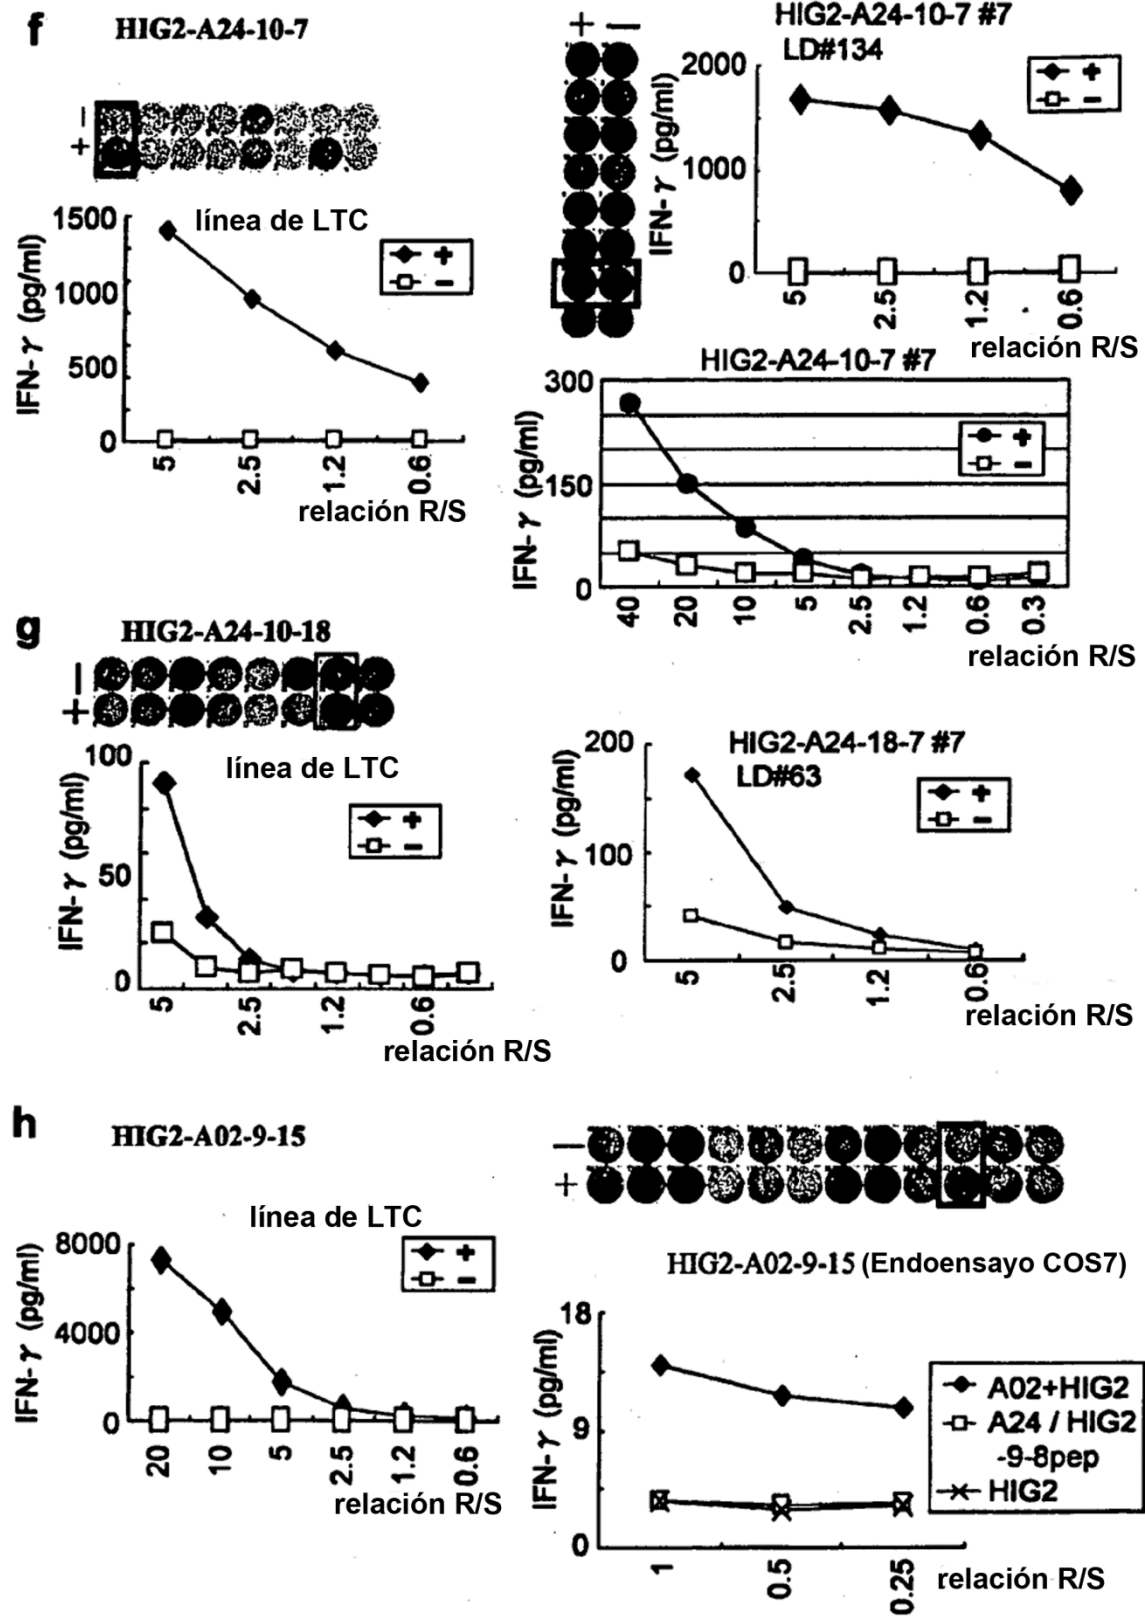 f
HIG2-A24-10-7
−
+
línea de LTC
IFN-γ (pg/ml)
1500
1000
500
0
+
−
5
2.5
1.2
0.6
relación R/S
+ −
HIG2-A24-10-7 #7
LD#134
IFN-γ (pg/ml)
2000
1000
0
+
−
5
2.5
1.2
0.6
relación R/S
HIG2-A24-10-7 #7
IFN-γ (pg/ml)
300
150
0
+
−
40
20
10
5
2.5
1.2
0.6
0.3
relación R/S
g
HIG2-A24-10-18
−
+
línea de LTC
IFN-γ (pg/ml)
100
50
0
+
−
5
2.5
1.2
0.6
relación R/S
HIG2-A24-18-7 #7
LD#63
IFN-γ (pg/ml)
200
100
0
+
−
5
2.5
1.2
0.6
relación R/S
h
HIG2-A02-9-15
línea de LTC
IFN-γ (pg/ml)
8000
4000
0
+
−
20
10
5
2.5
1.2
0.6
relación R/S
−
+
HIG2-A02-9-15 (Endoensayo COS7)
IFN-γ (pg/ml)
18
9
0
A02+HIG2
A24 / HIG2
-9-8pep
HIG2
1
0.5
0.25
relación R/S